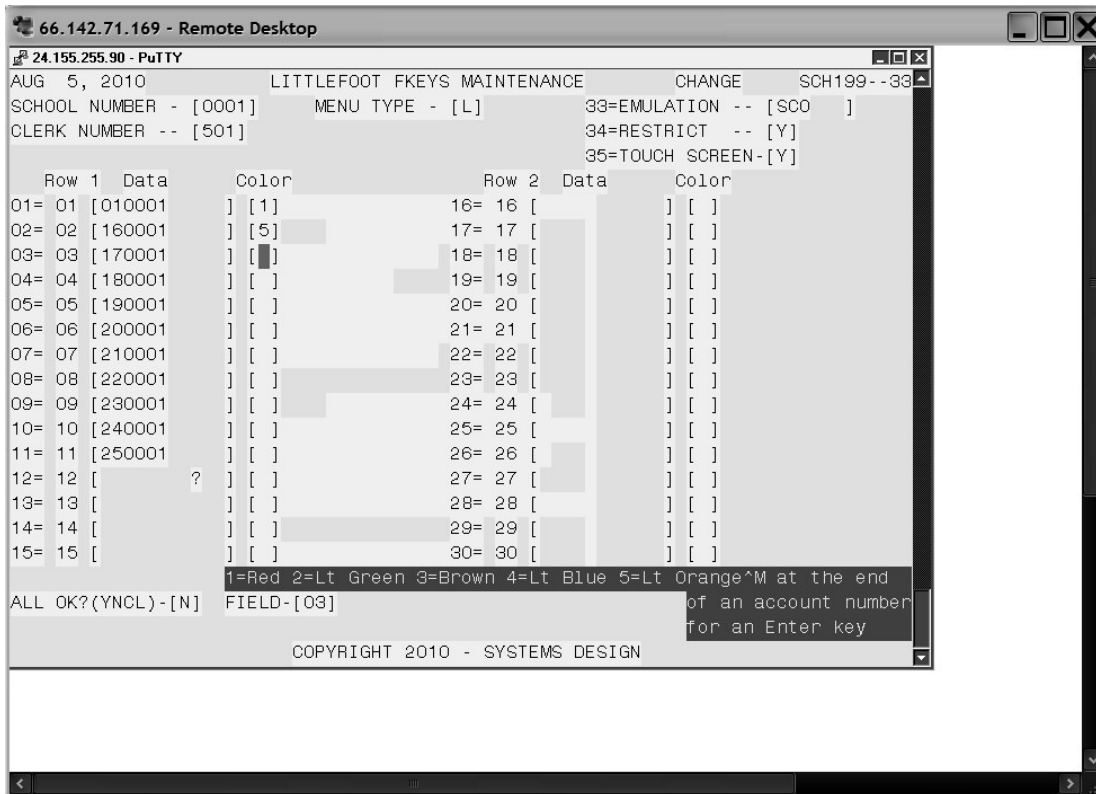 66.142.71.169 - Remote Desktop
24.155.255.90 - PuTTY
AUG 5, 2010 LITTLEFOOT FKEYS MAINTENANCE CHANGE SCH199--33
SCHOOL NUMBER - [0001] MENU TYPE - [L] 33=EMULATION -- [SCO ]
CLERK NUMBER -- [501] 34=RESTRICT -- [Y]
35=TOUCH SCREEN-[Y]
Row 1 Data Color Row 2 Data Color
01= 01 [010001 ] [1] 16= 16 [ ] [ ]
02= 02 [160001 ] [5] 17= 17 [ ] [ ]
03= 03 [170001 ] [ ] 18= 18 [ ] [ ]
04= 04 [180001 ] [ ] 19= 19 [ ] [ ]
05= 05 [190001 ] [ ] 20= 20 [ ] [ ]
06= 06 [200001 ] [ ] 21= 21 [ ] [ ]
07= 07 [210001 ] [ ] 22= 22 [ ] [ ]
08= 08 [220001 ] [ ] 23= 23 [ ] [ ]
09= 09 [230001 ] [ ] 24= 24 [ ] [ ]
10= 10 [240001 ] [ ] 25= 25 [ ] [ ]
11= 11 [250001 ] [ ] 26= 26 [ ] [ ]
12= 12 [ ? ] [ ] 27= 27 [ ] [ ]
13= 13 [ ] [ ] 28= 28 [ ] [ ]
14= 14 [ ] [ ] 29= 29 [ ] [ ]
15= 15 [ ] [ ] 30= 30 [ ] [ ]
1=Red 2=Lt Green 3=Brown 4=Lt Blue 5=Lt Orange^M at the end
ALL OK?(YNCL)-[N] FIELD-[03] of an account number
for an Enter key
COPYRIGHT 2010 - SYSTEMS DESIGN